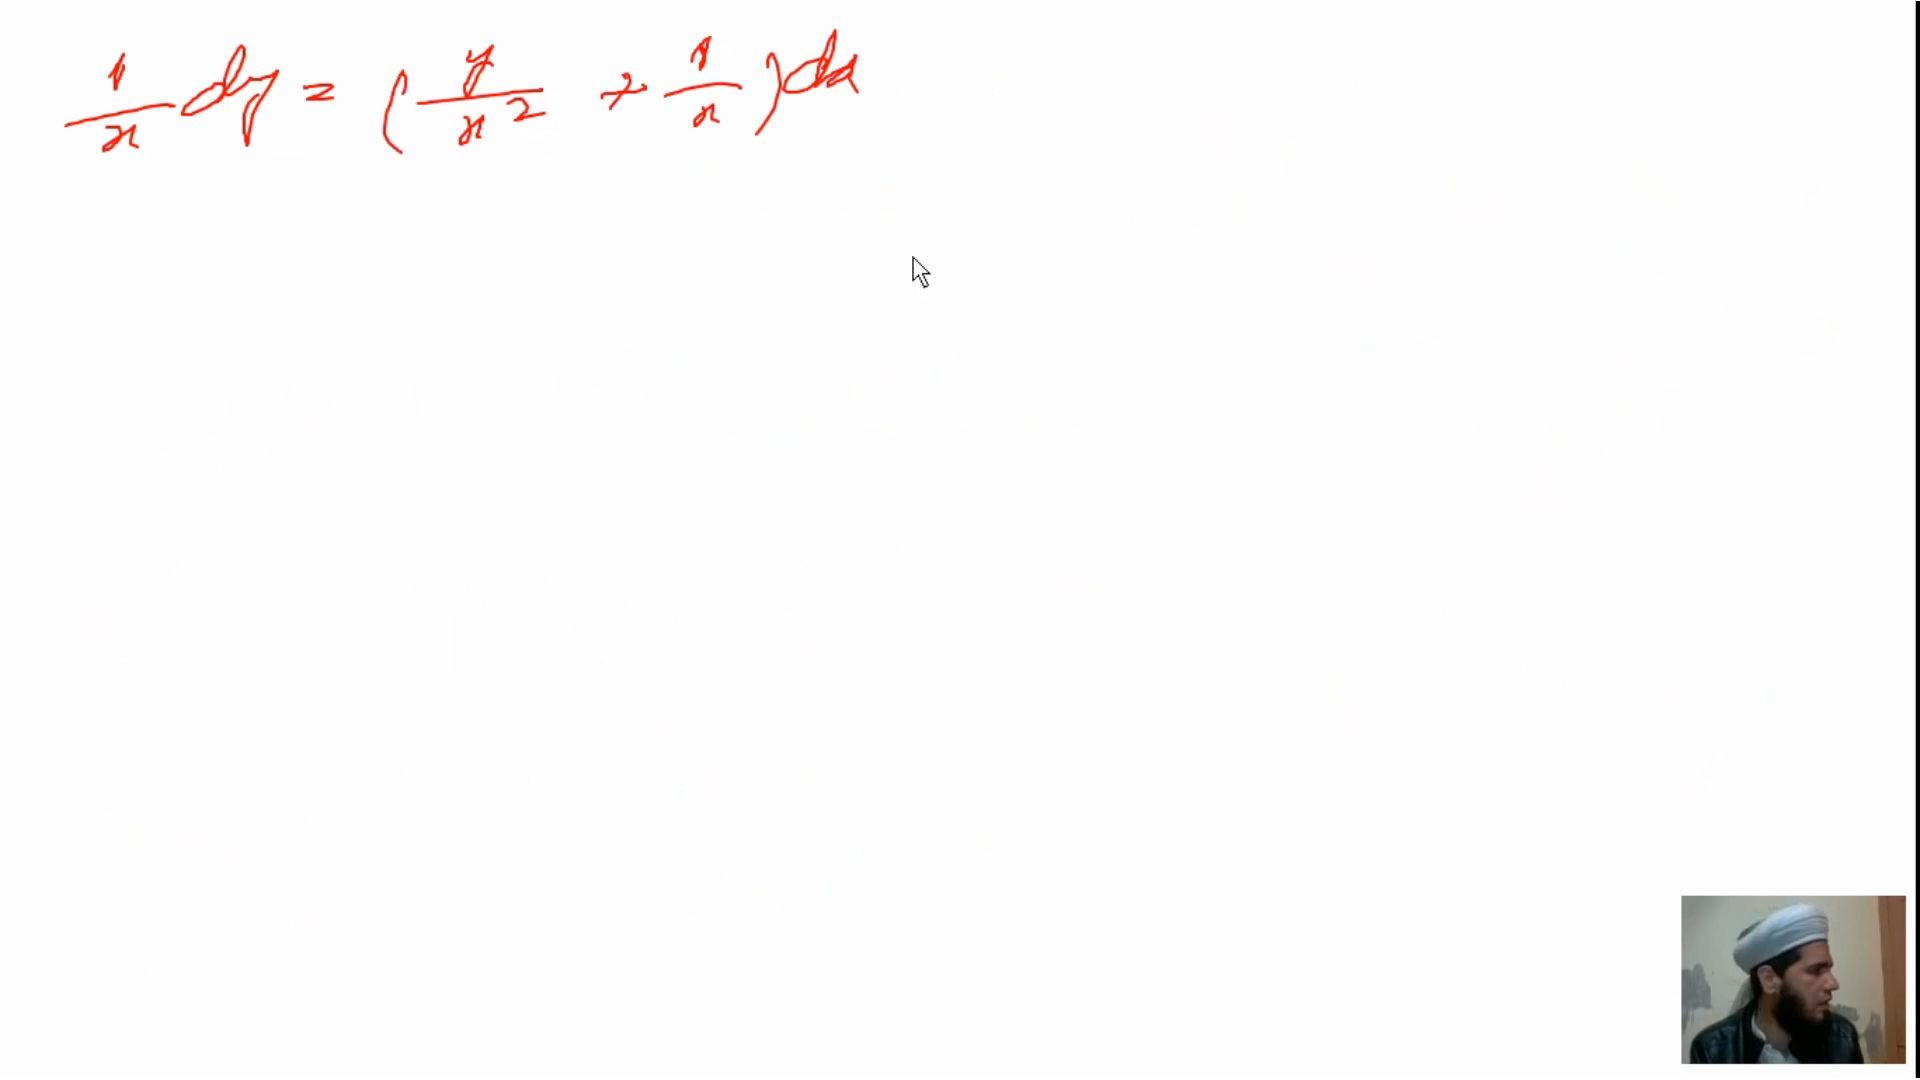 1/x dy = (y/x² + 1/x) dx